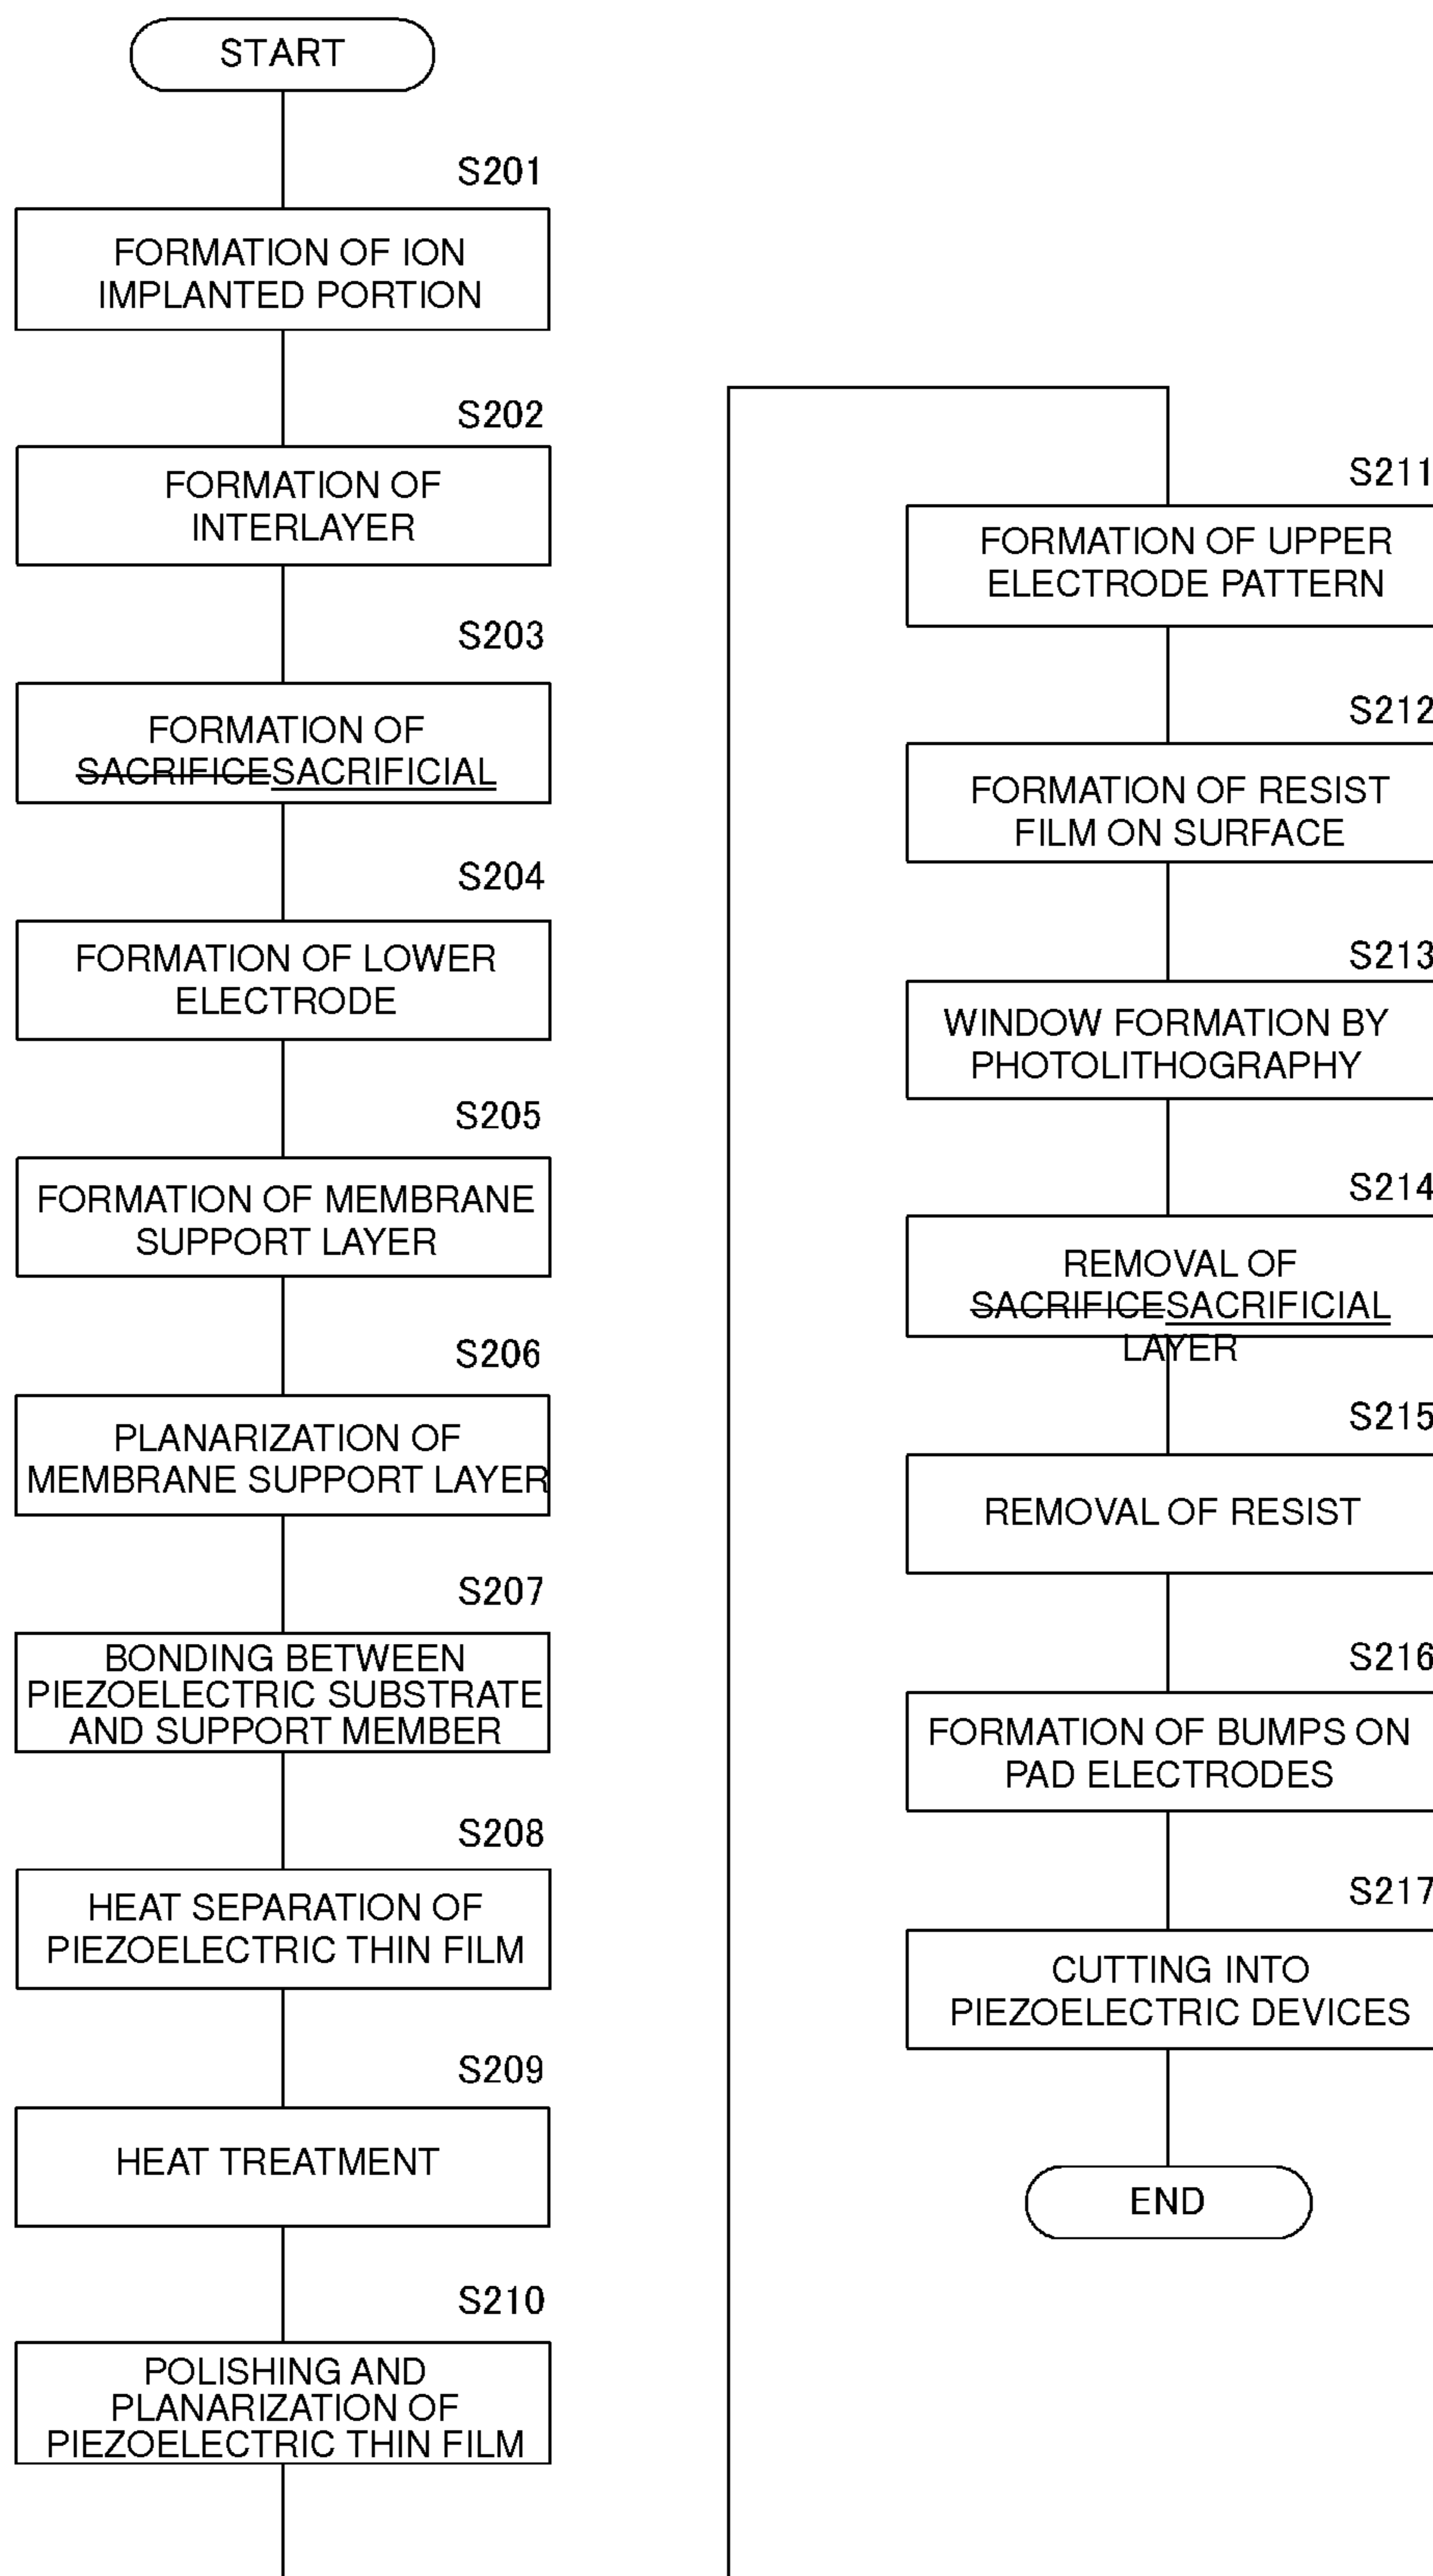 START
S201
FORMATION OF ION
IMPLANTED PORTION
S202
FORMATION OF
INTERLAYER
S203
FORMATION OF
SACRIFICESACRIFICIAL
S204
FORMATION OF LOWER
ELECTRODE
S205
FORMATION OF MEMBRANE
SUPPORT LAYER
S206
PLANARIZATION OF
MEMBRANE SUPPORT LAYER
S207
BONDING BETWEEN
PIEZOELECTRIC SUBSTRATE
AND SUPPORT MEMBER
S208
HEAT SEPARATION OF
PIEZOELECTRIC THIN FILM
S209
HEAT TREATMENT
S210
POLISHING AND
PLANARIZATION OF
PIEZOELECTRIC THIN FILM
S211
FORMATION OF UPPER
ELECTRODE PATTERN
S212
FORMATION OF RESIST
FILM ON SURFACE
S213
WINDOW FORMATION BY
PHOTOLITHOGRAPHY
S214
REMOVAL OF
SACRIFICESACRIFICIAL
LAYER
S215
REMOVAL OF RESIST
S216
FORMATION OF BUMPS ON
PAD ELECTRODES
S217
CUTTING INTO
PIEZOELECTRIC DEVICES
END